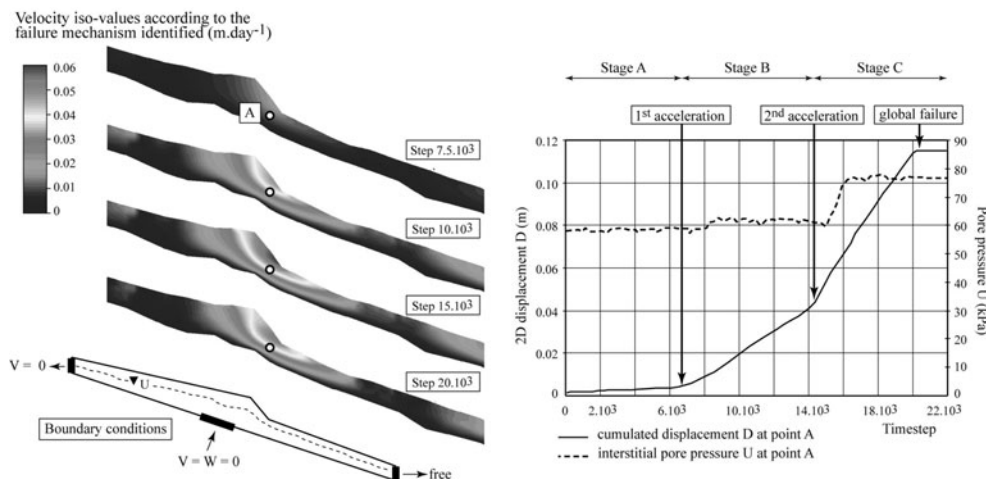 Velocity iso-values according to the
failure mechanism identified (m.day-1)
0.06
0.05
0.04
0.03
0.02
0.01
0
A
Step 7.5.10³
Step 10.10³
Step 15.10³
Step 20.10³
V = 0
U
Boundary conditions
V = W = 0
free
Stage A
Stage B
Stage C
1st acceleration
2nd acceleration
global failure
2D displacement D (m)
0.12
0.10
0.08
0.06
0.04
0.02
0
90
80
70
60
50
40
30
20
10
0
Pore pressure U (kPa)
0 2.10³ 6.10³ 10.10³ 14.10³ 18.10³ 22.10³
Timestep
cumulated displacement D at point A
interstitial pore pressure U at point A